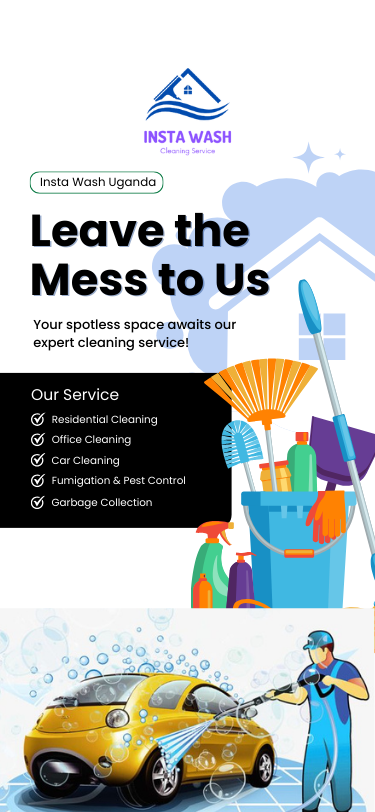 INSTA WASH
Cleaning Service
Insta Wash Uganda
Leave the
Mess to Us
Your spotless space awaits our
expert cleaning service!
Our Service
Residential Cleaning
Office Cleaning
Car Cleaning
Fumigation & Pest Control
Garbage Collection